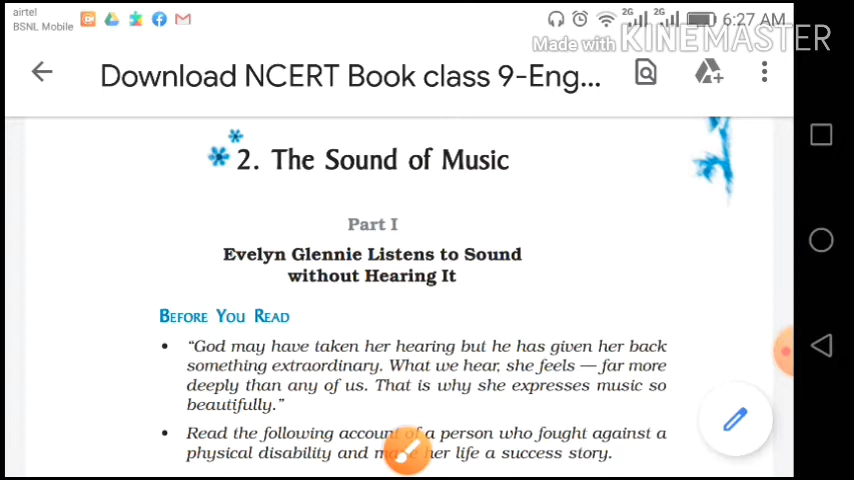 airtel
BSNL Mobile
2G 2G 6:27 AM
Made with KINEMASTER
Download NCERT Book class 9-Eng...
2. The Sound of Music
Part I
Evelyn Glennie Listens to Sound
without Hearing It
BEFORE YOU READ
• “God may have taken her hearing but he has given her back
something extraordinary. What we hear, she feels — far more
deeply than any of us. That is why she expresses music so
beautifully.”
• Read the following account of a person who fought against a
physical disability and made her life a success story.